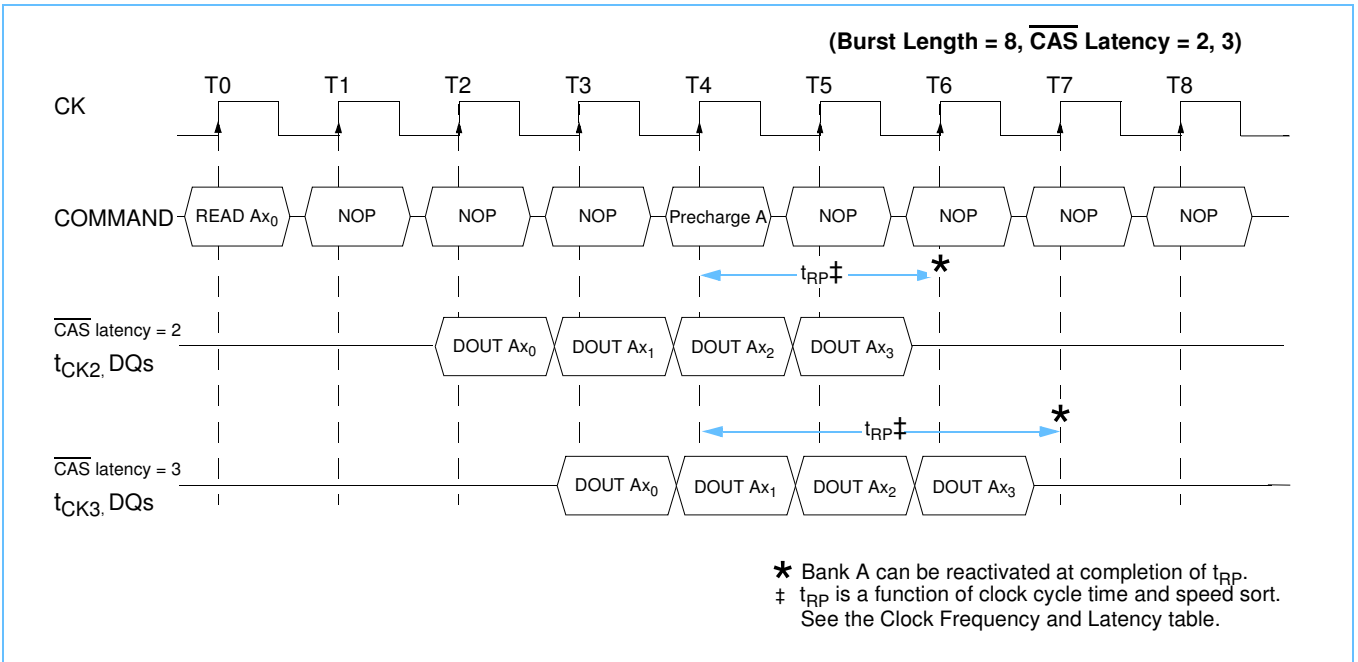 (Burst Length = 8, CAS Latency = 2, 3)
T0 T1 T2 T3 T4 T5 T6 T7 T8
CK
COMMAND READ Ax0 NOP NOP NOP Precharge A NOP NOP NOP NOP
tRP‡ *
CAS latency = 2
tCK2, DQs
DOUT Ax0 DOUT Ax1 DOUT Ax2 DOUT Ax3
tRP‡ *
CAS latency = 3
tCK3, DQs
DOUT Ax0 DOUT Ax1 DOUT Ax2 DOUT Ax3
* Bank A can be reactivated at completion of tRP.
‡ tRP is a function of clock cycle time and speed sort.
See the Clock Frequency and Latency table.